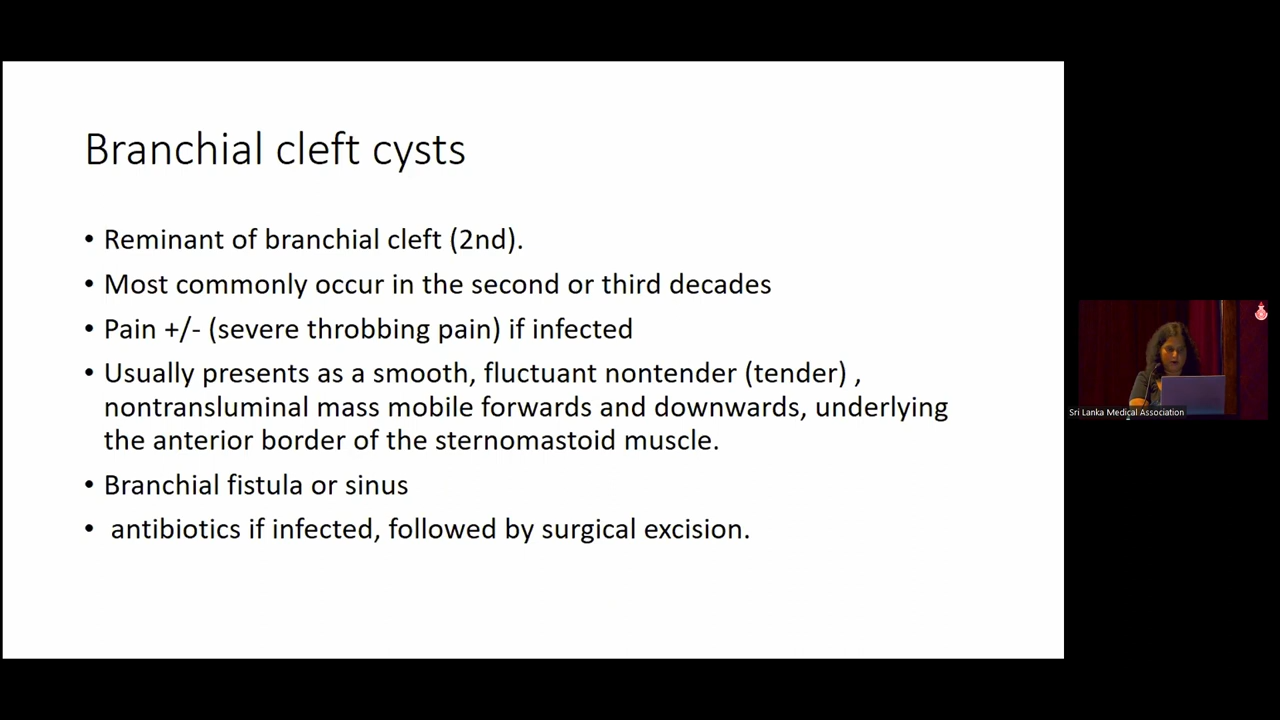 Branchial cleft cysts
• Reminant of branchial cleft (2nd).
• Most commonly occur in the second or third decades
• Pain +/- (severe throbbing pain) if infected
• Usually presents as a smooth, fluctuant nontender (tender) ,
nontransluminal mass mobile forwards and downwards, underlying
the anterior border of the sternomastoid muscle.
• Branchial fistula or sinus
• antibiotics if infected, followed by surgical excision.
Sri Lanka Medical Association